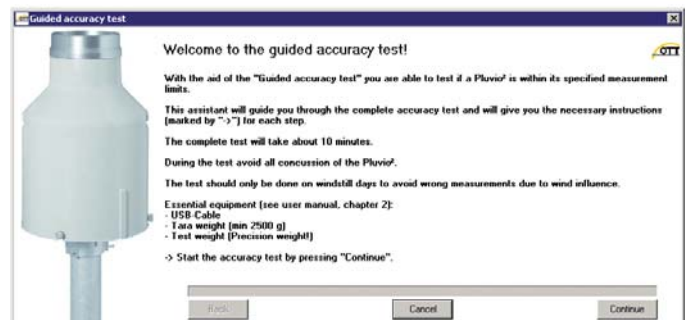 Guided accuracy test
Welcome to the guided accuracy test!
OTT
With the aid of the "Guided accuracy test" you are able to test if a Pluvio² is within its specified measurement
limits.
This assistant will guide you through the complete accuracy test and will give you the necessary instructions
(marked by "->") for each step.
The complete test will take about 10 minutes.
During the test avoid all concussion of the Pluvio².
The test should only be done on windstill days to avoid wrong measurements due to wind influence.
Essential equipment (see user manual, chapter 2):
- USB-Cable
- Tara weight (min 2500 g)
- Test weight (Precision weight!)
-> Start the accuracy test by pressing "Continue".
Back
Cancel
Continue